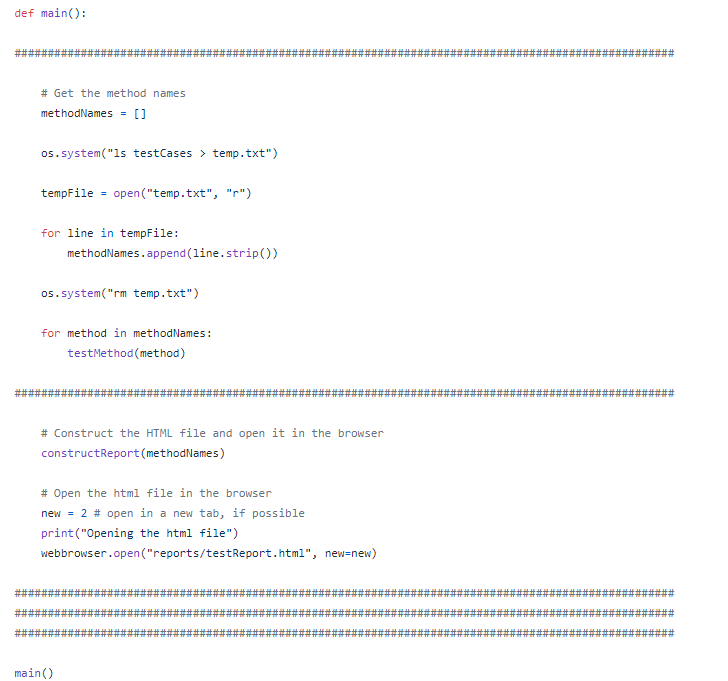 def main():
####################################################################################################
# Get the method names
methodNames = []
os.system("ls testCases > temp.txt")
tempFile = open("temp.txt", "r")
for line in tempFile:
methodNames.append(line.strip())
os.system("rm temp.txt")
for method in methodNames:
testMethod(method)
####################################################################################################
# Construct the HTML file and open it in the browser
constructReport(methodNames)
# Open the html file in the browser
new = 2 # open in a new tab, if possible
print("Opening the html file")
webbrowser.open("reports/testReport.html", new=new)
####################################################################################################
####################################################################################################
####################################################################################################
main()